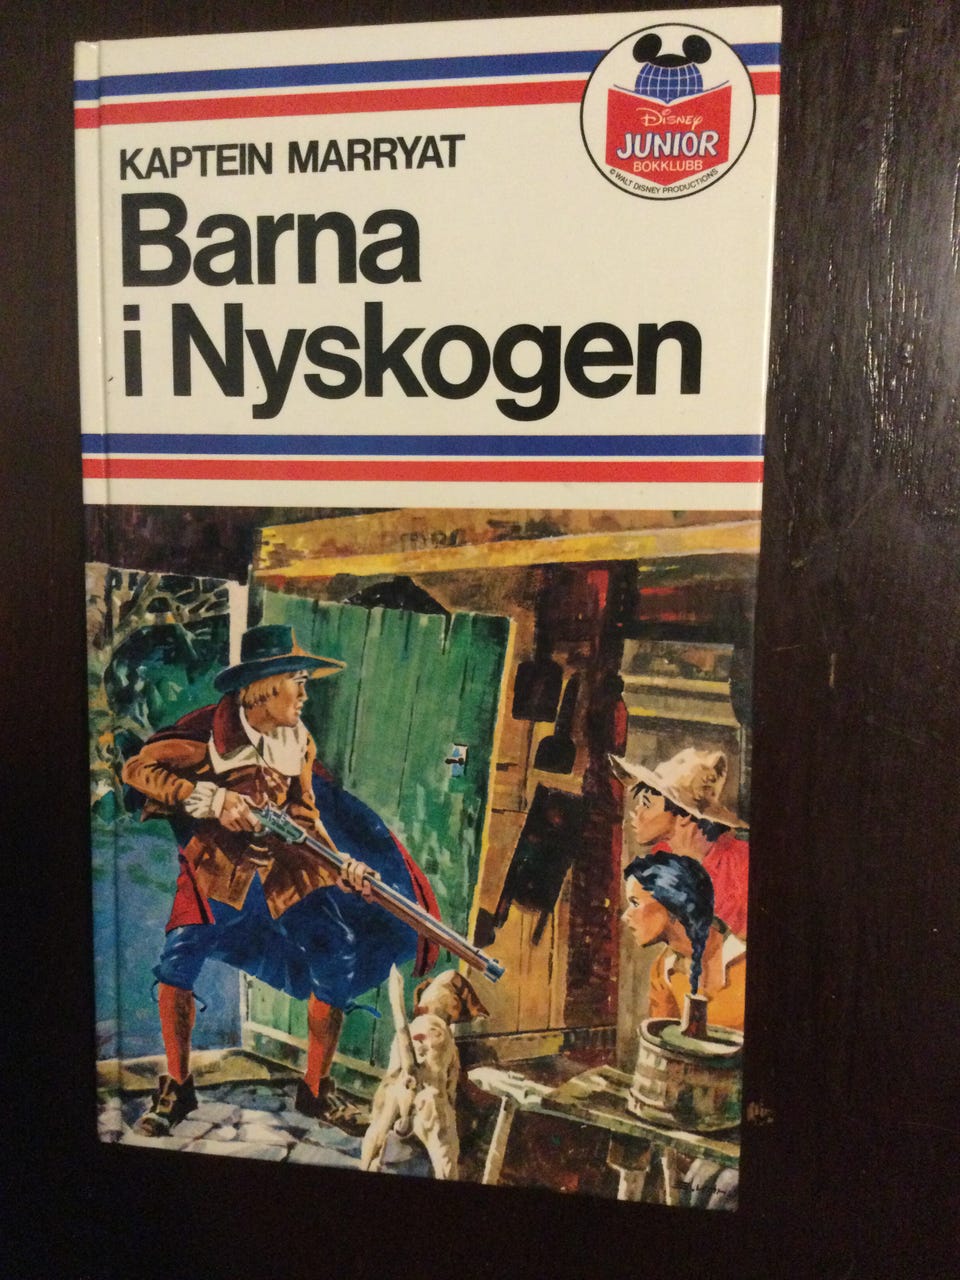 Disney
JUNIOR
BOKKLUBB
© WALT DISNEY PRODUCTIONS
KAPTEIN MARRYAT
Barna
i Nyskogen